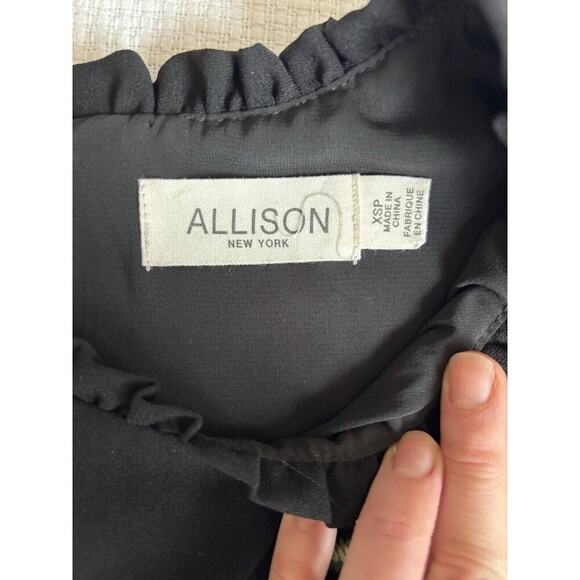 ALLISON
NEW YORK
XSP
MADE IN
CHINA
FABRIQUE
EN CHINE